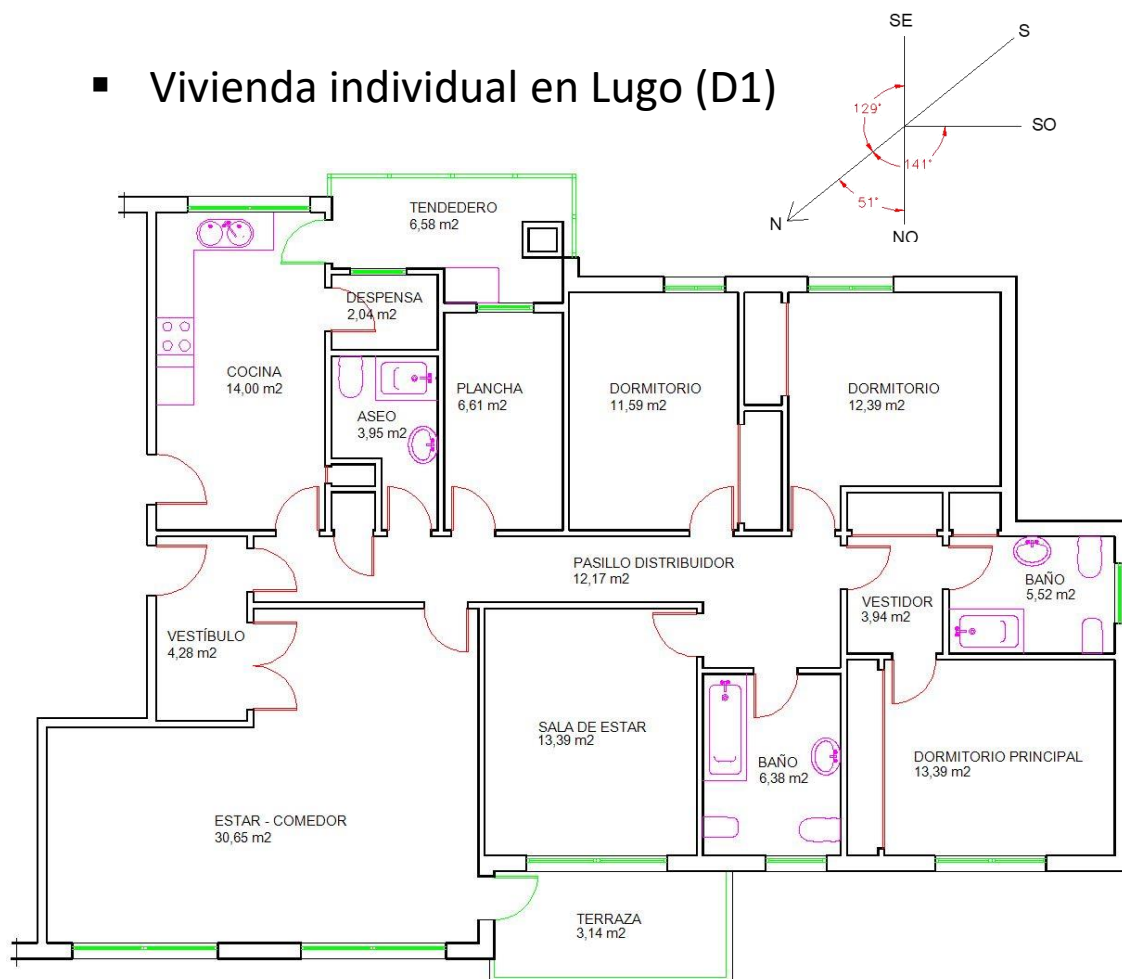 ▪ Vivienda individual en Lugo (D1)
SE
S
129°
SO
141°
N
51°
NO
TENDEDERO
6,58 m2
DESPENSA
2,04 m2
COCINA
14,00 m2
PLANCHA
6,61 m2
DORMITORIO
11,59 m2
DORMITORIO
12,39 m2
ASEO
3,95 m2
PASILLO DISTRIBUIDOR
12,17 m2
BAÑO
5,52 m2
VESTIDOR
3,94 m2
VESTÍBULO
4,28 m2
SALA DE ESTAR
13,39 m2
BAÑO
6,38 m2
DORMITORIO PRINCIPAL
13,39 m2
ESTAR - COMEDOR
30,65 m2
TERRAZA
3,14 m2